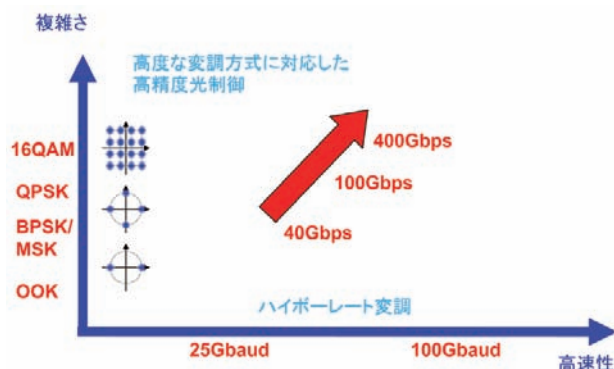 複雑さ
高度な変調方式に対応した
高精度光制御
16QAM
QPSK
BPSK/
MSK
OOK
400Gbps
100Gbps
40Gbps
ハイボーレート変調
25Gbaud
100Gbaud
高速性